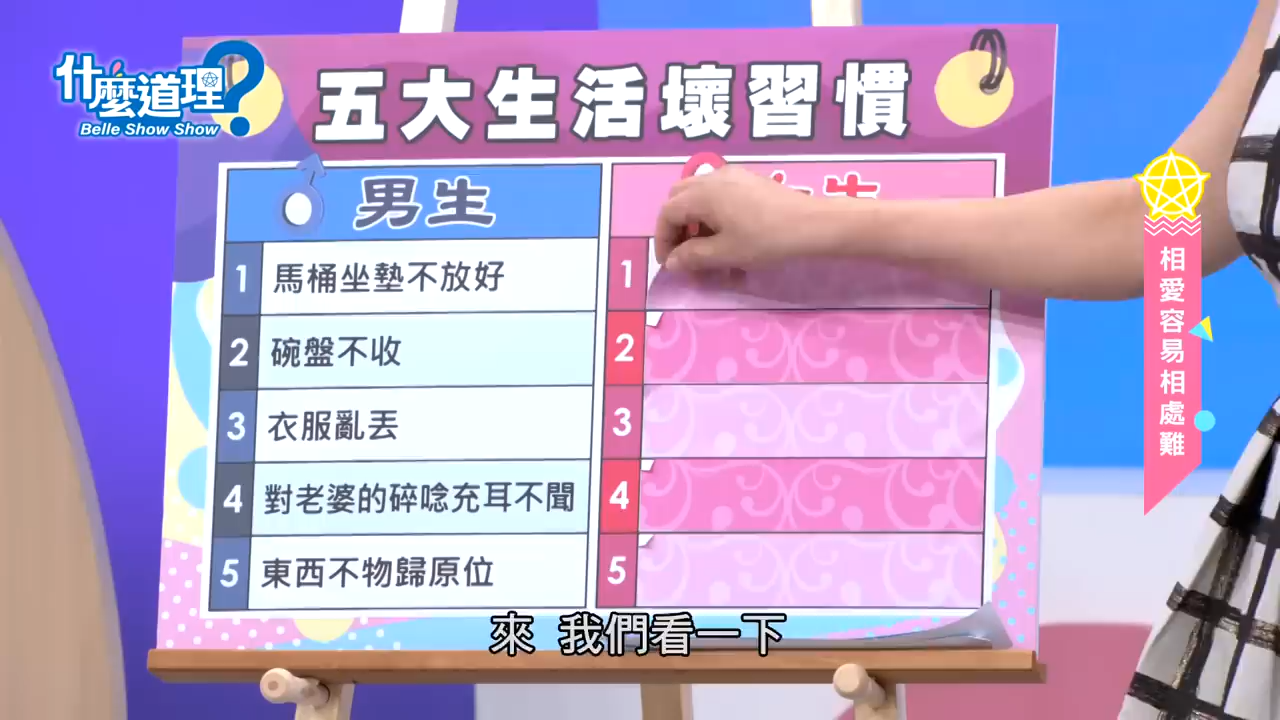 什麼道理?
Belle Show Show
五大生活壞習慣
男生
1 馬桶坐墊不放好
2 碗盤不收
3 衣服亂丟
4 對老婆的碎唸充耳不聞
5 東西不物歸原位
生
1
2
3
4
5
相愛容易相處難
來 我們看一下